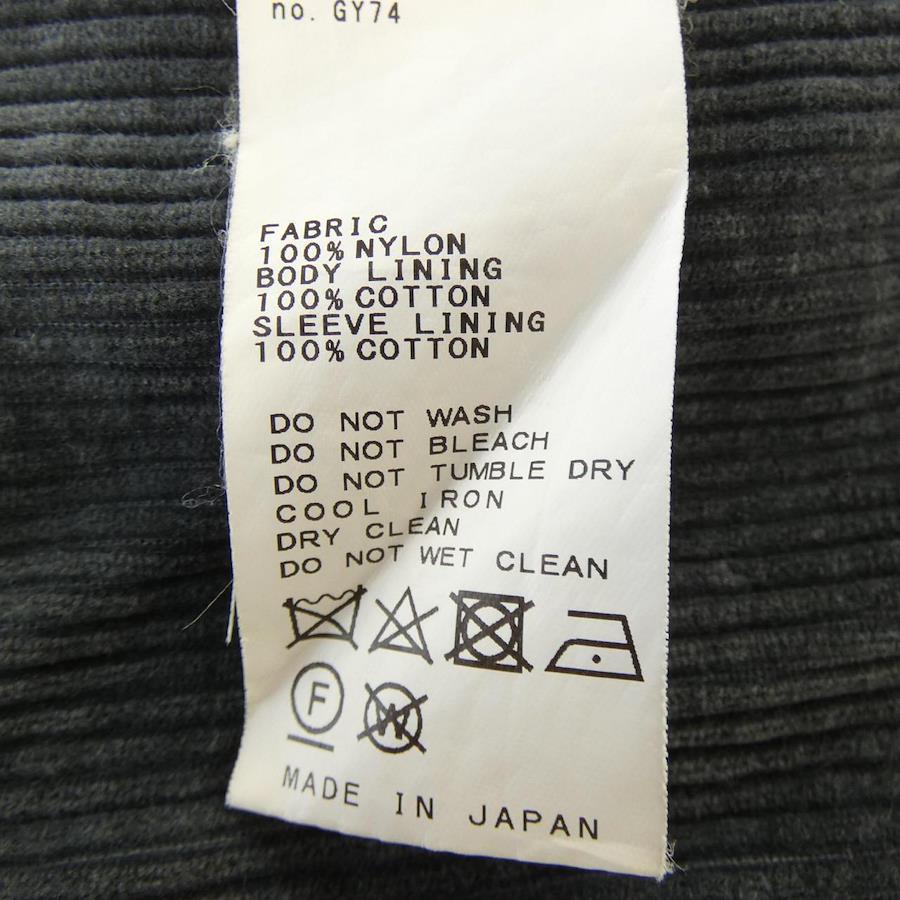 no. GY74
FABRIC
100% NYLON
BODY LINING
100% COTTON
SLEEVE LINING
100% COTTON
DO NOT WASH
DO NOT BLEACH
DO NOT TUMBLE DRY
COOL IRON
DRY CLEAN
DO NOT WET CLEAN
F W
MADE IN JAPAN